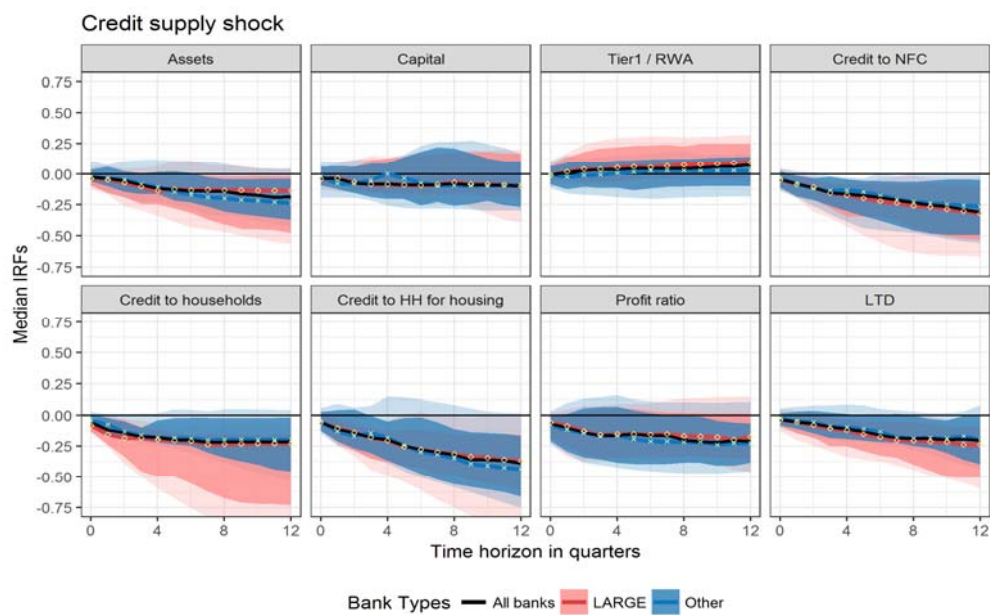 Credit supply shock
Assets
Capital
Tier1 / RWA
Credit to NFC
0.75
0.50
0.25
0.00
-0.25
-0.50
-0.75
Credit to households
Credit to HH for housing
Profit ratio
LTD
0.75
0.50
0.25
0.00
-0.25
-0.50
-0.75
Median IRFs
0 4 8 12 0 4 8 12 0 4 8 12 0 4 8 12
Time horizon in quarters
Bank Types All banks LARGE Other